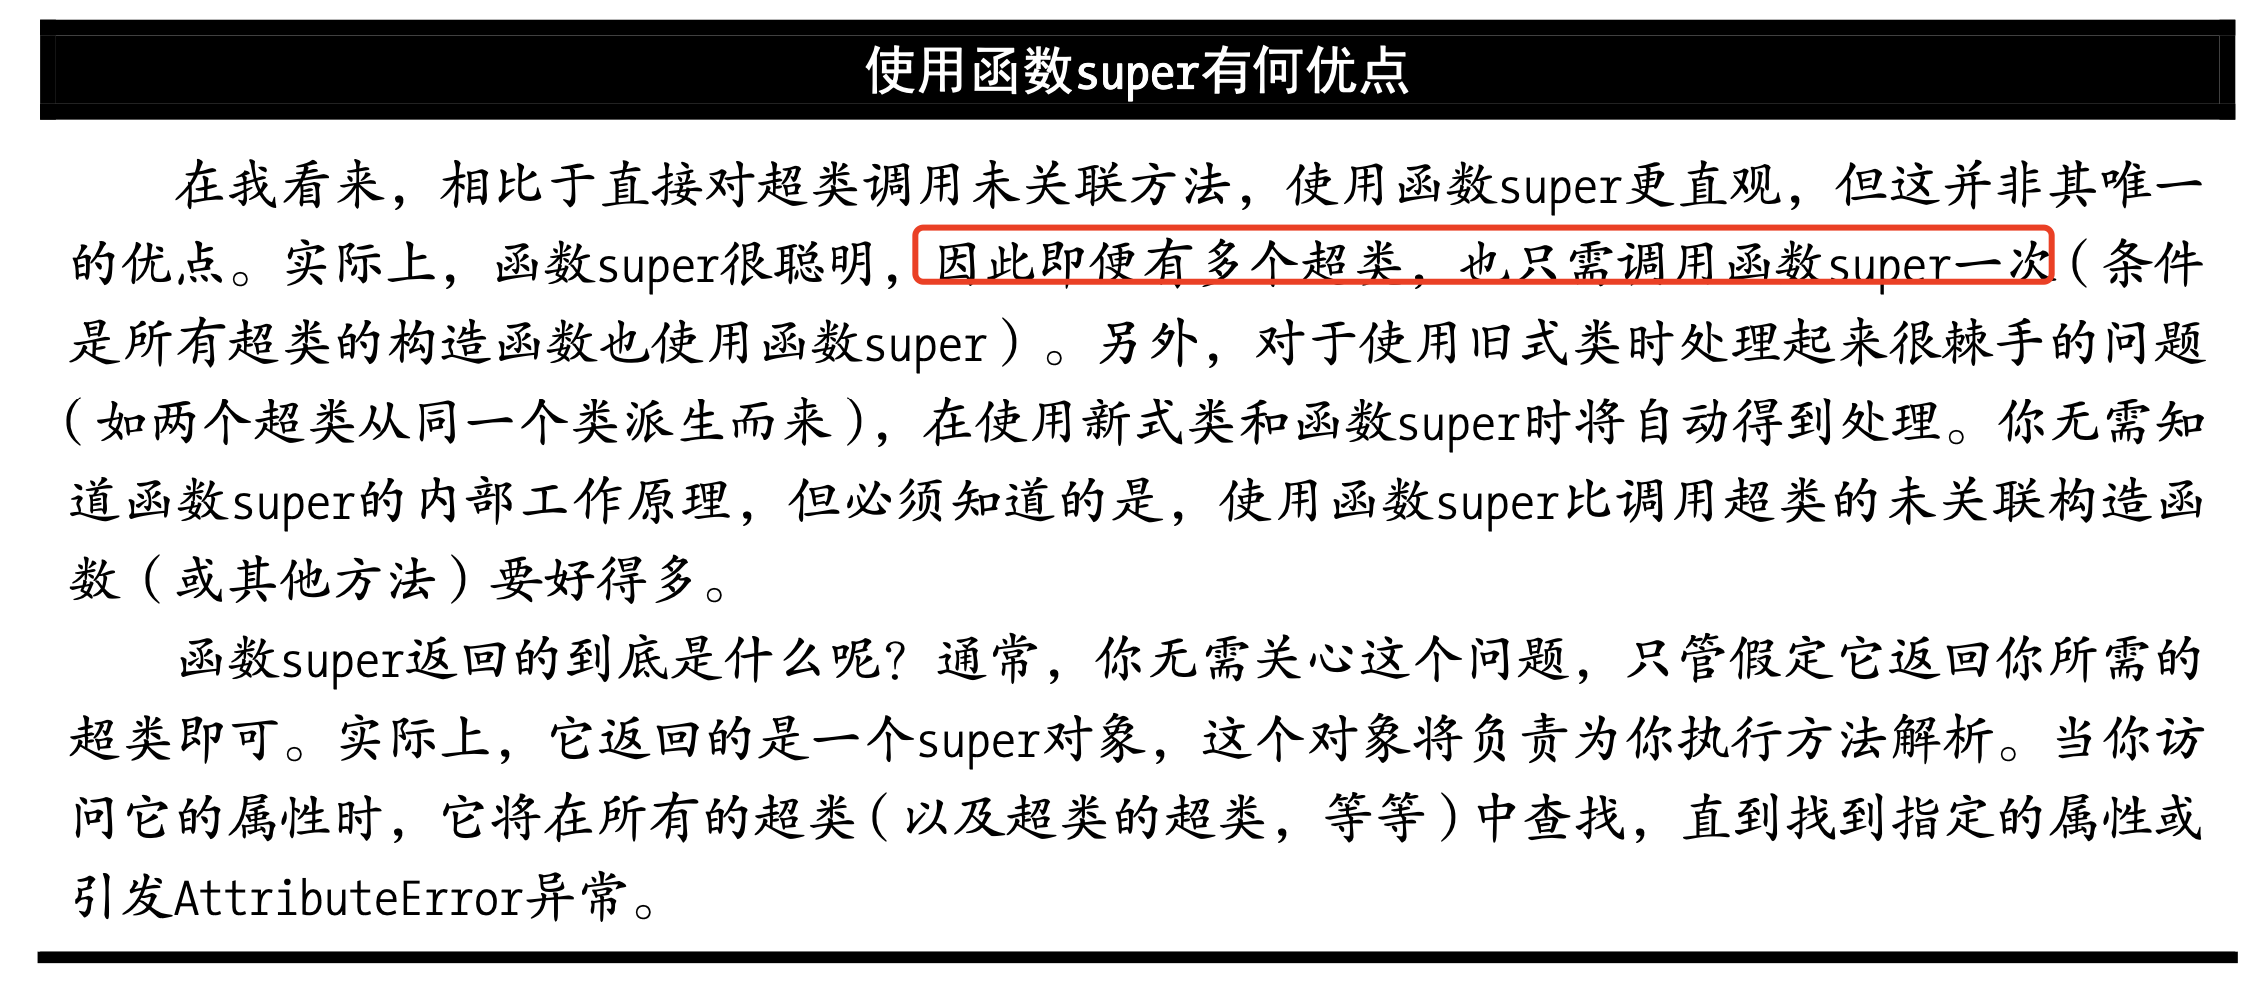 使用函数super有何优点
在我看来，相比于直接对超类调用未关联方法，使用函数super更直观，但这并非其唯一
的优点。实际上，函数super很聪明，因此即便有多个超类，也只需调用函数super一次（条件
是所有超类的构造函数也使用函数super）。另外，对于使用旧式类时处理起来很棘手的问题
（如两个超类从同一个类派生而来），在使用新式类和函数super时将自动得到处理。你无需知
道函数super的内部工作原理，但必须知道的是，使用函数super比调用超类的未关联构造函
数（或其他方法）要好得多。
函数super返回的到底是什么呢？通常，你无需关心这个问题，只管假定它返回你所需的
超类即可。实际上，它返回的是一个super对象，这个对象将负责为你执行方法解析。当你访
问它的属性时，它将在所有的超类（以及超类的超类，等等）中查找，直到找到指定的属性或
引发AttributeError异常。